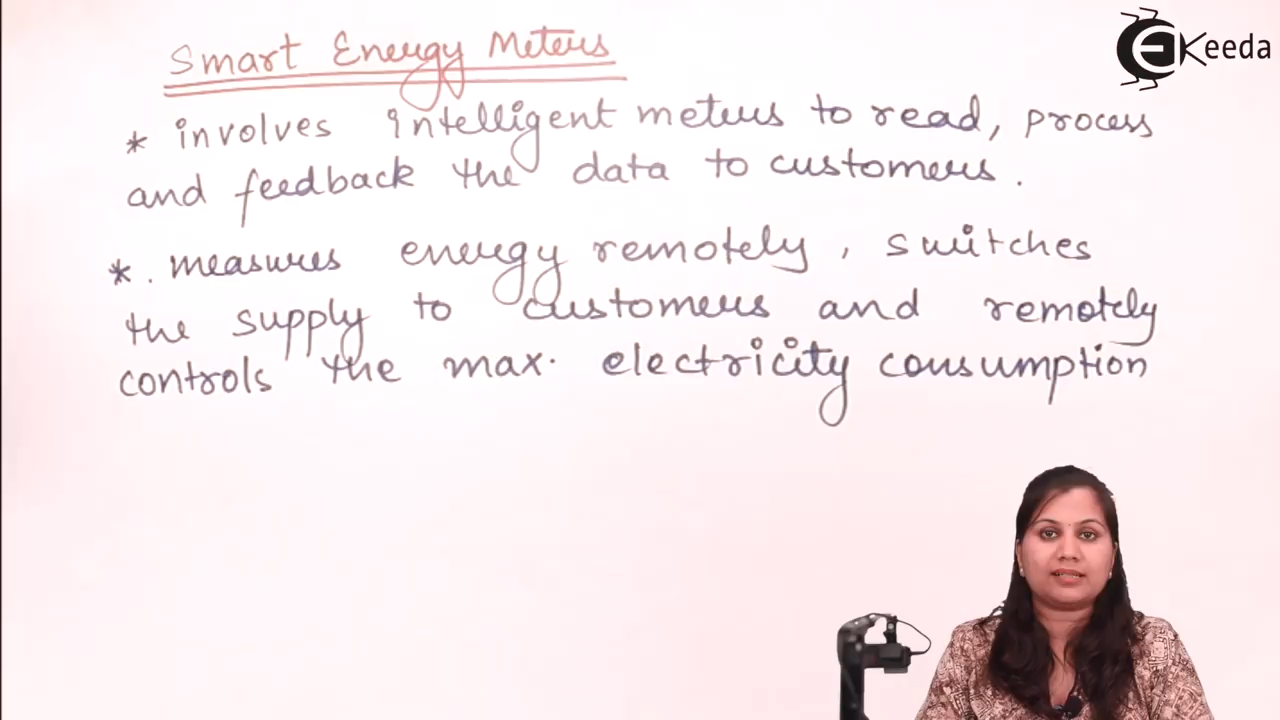 Smart Energy Meters
* involves intelligent meters to read, process
and feedback the data to customers.
*. measures energy remotely, switches
the supply to customers and remotely
controls the max. electricity consumption
EKeeda